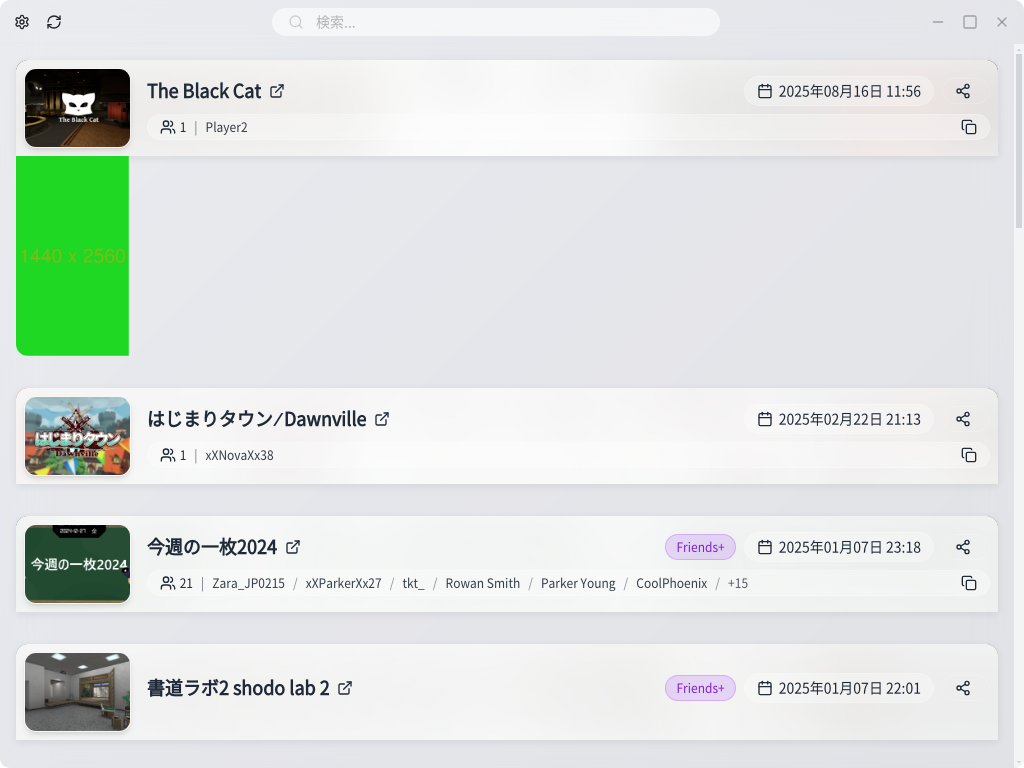 検索...
The Black Cat
The Black Cat
2025年08月16日 11:56
1 | Player2
1440 x 2560
はじまりタウン
Dawnville
はじまりタウン⁄Dawnville
2025年02月22日 21:13
1 | xXNovaXx38
今週の一枚2024
今週の一枚2024
Friends+
2025年01月07日 23:18
21 | Zara_JP0215 / xXParkerXx27 / tkt_ / Rowan Smith / Parker Young / CoolPhoenix / +15
書道ラボ2 shodo lab 2
Friends+
2025年01月07日 22:01